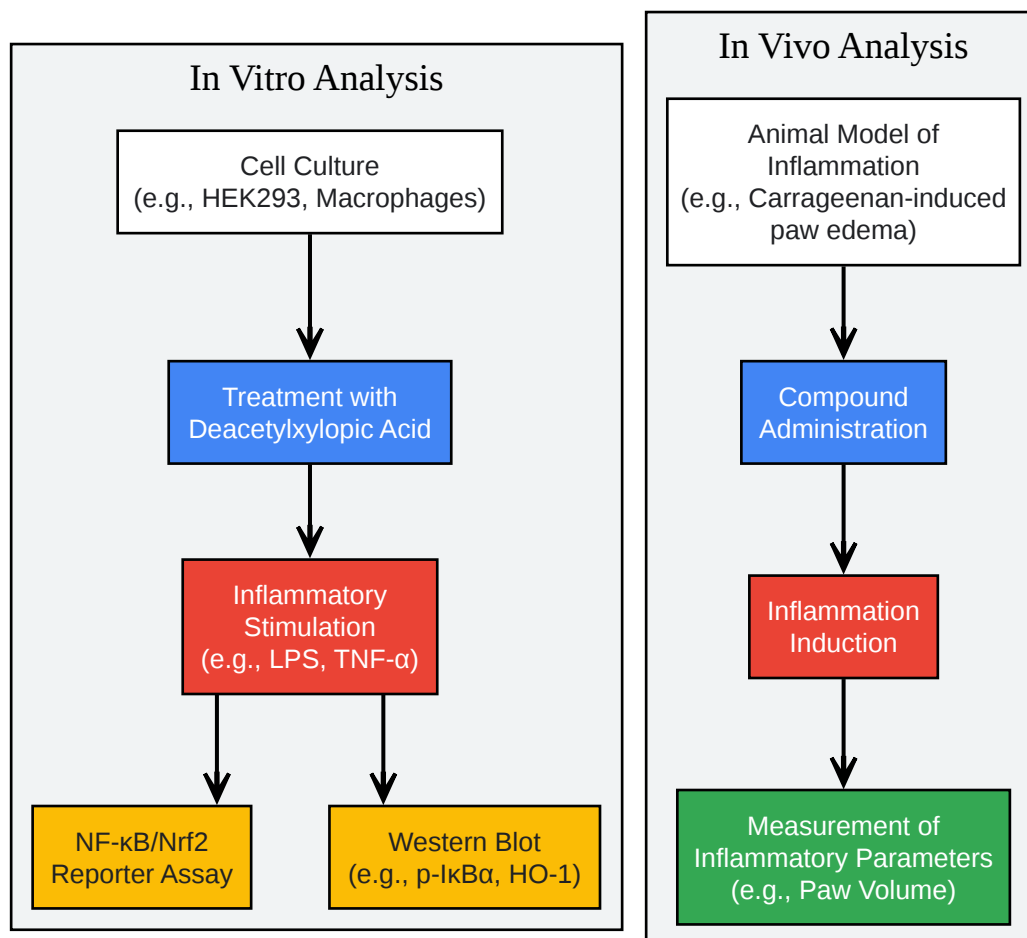 In Vitro Analysis
Cell Culture
(e.g., HEK293, Macrophages)
Treatment with
Deacetylxylopic Acid
Inflammatory
Stimulation
(e.g., LPS, TNF-α)
NF-κB/Nrf2
Reporter Assay
Western Blot
(e.g., p-IκBα, HO-1)
In Vivo Analysis
Animal Model of
Inflammation
(e.g., Carrageenan-induced
paw edema)
Compound
Administration
Inflammation
Induction
Measurement of
Inflammatory Parameters
(e.g., Paw Volume)